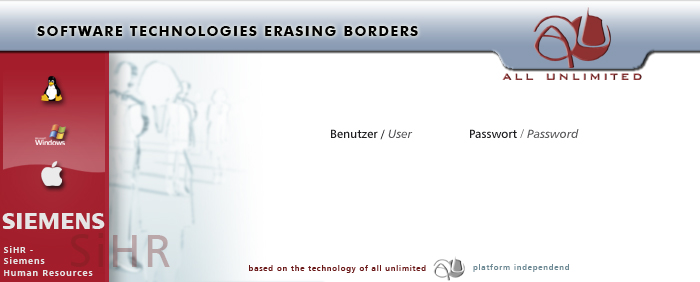 SOFTWARE TECHNOLOGIES ERASING BORDERS
ALL UNLIMITED
Microsoft
Windows
Benutzer / User
Passwort / Password
SIEMENS
SiHR
SiHR -
Siemens
Human Resources
based on the technology of all unlimited
platform independend